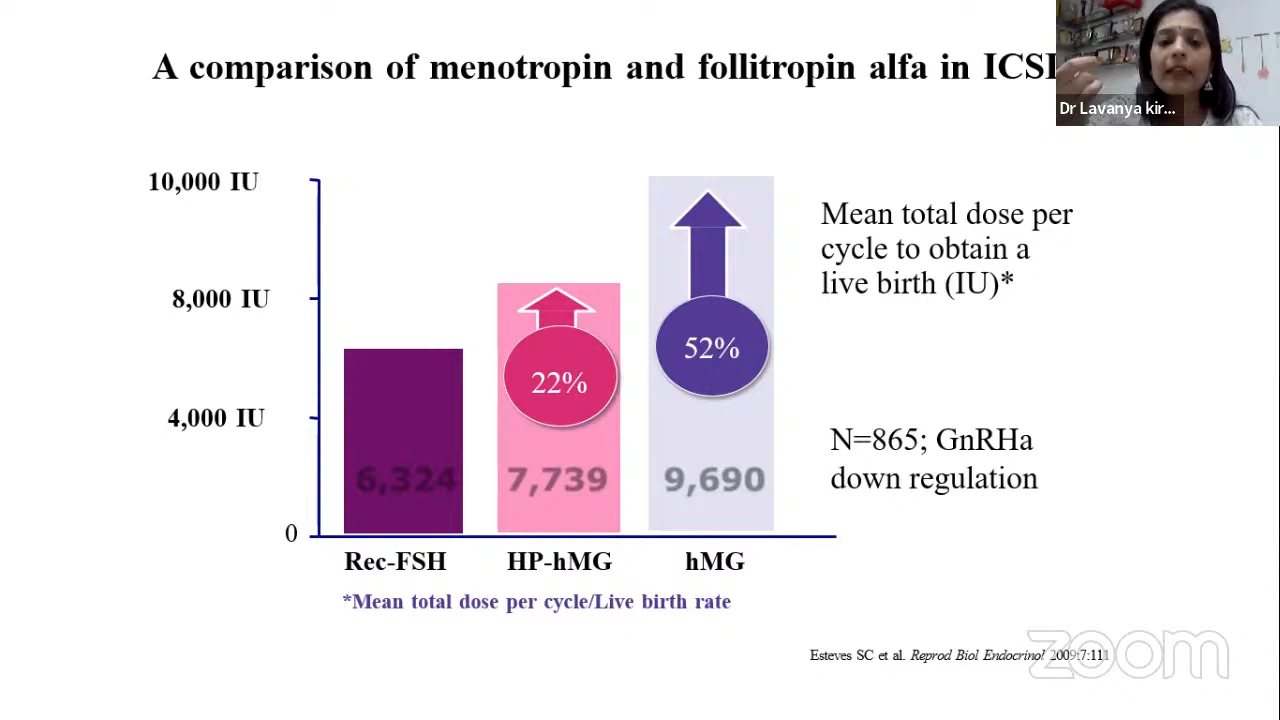 A comparison of menotropin and follitropin alfa in ICSI
Dr Lavanya kir...
10,000 IU
8,000 IU
4,000 IU
0
Mean total dose per
cycle to obtain a
live birth (IU)*
22%
52%
N=865; GnRHa
down regulation
6,324
7,739
9,690
Rec-FSH
HP-hMG
hMG
*Mean total dose per cycle/Live birth rate
Esteves SC et al. Reprod Biol Endocrinol 2009:7:111
zoom